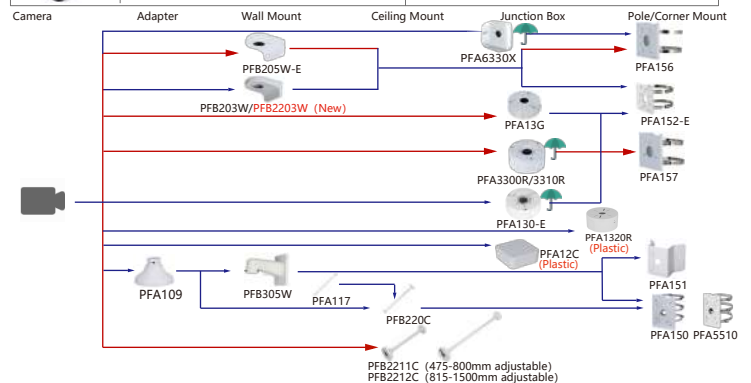 Camera
Adapter
Wall Mount
Ceiling Mount
Junction Box
Pole/Corner Mount
PFB205W-E
PFA6330X
PFA156
PFB203W/PFB2203W (New)
PFA13G
PFA152-E
PFA3300R/3310R
PFA157
PFA130-E
PFA1320R
(Plastic)
PFA12C
(Plastic)
PFA109
PFB305W
PFA117
PFB220C
PFA151
PFA150
PFA5510
PFB2211C (475-800mm adjustable)
PFB2212C (815-1500mm adjustable)